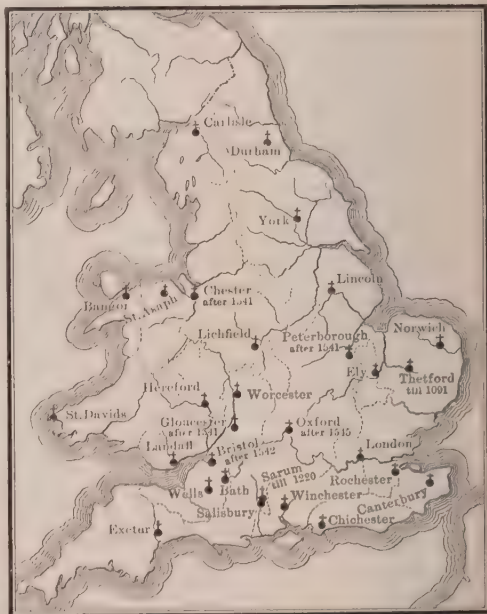 Carlisle
Durham
York
Lincoln
Chester
after 1541
Bangor
St. Asaph
Lichfield
Peterborough
after 1541
Norwich
Ely
Thetford
till 1091
Hereford
Worcester
St. Davids
Gloucester
after 1541
Oxford
after 1545
Landaff
Bristol
after 1542
London
Wells
Bath
Sarum
till 1220
Rochester
Canterbury
Salisbury
Winchester
Chichester
Exeter